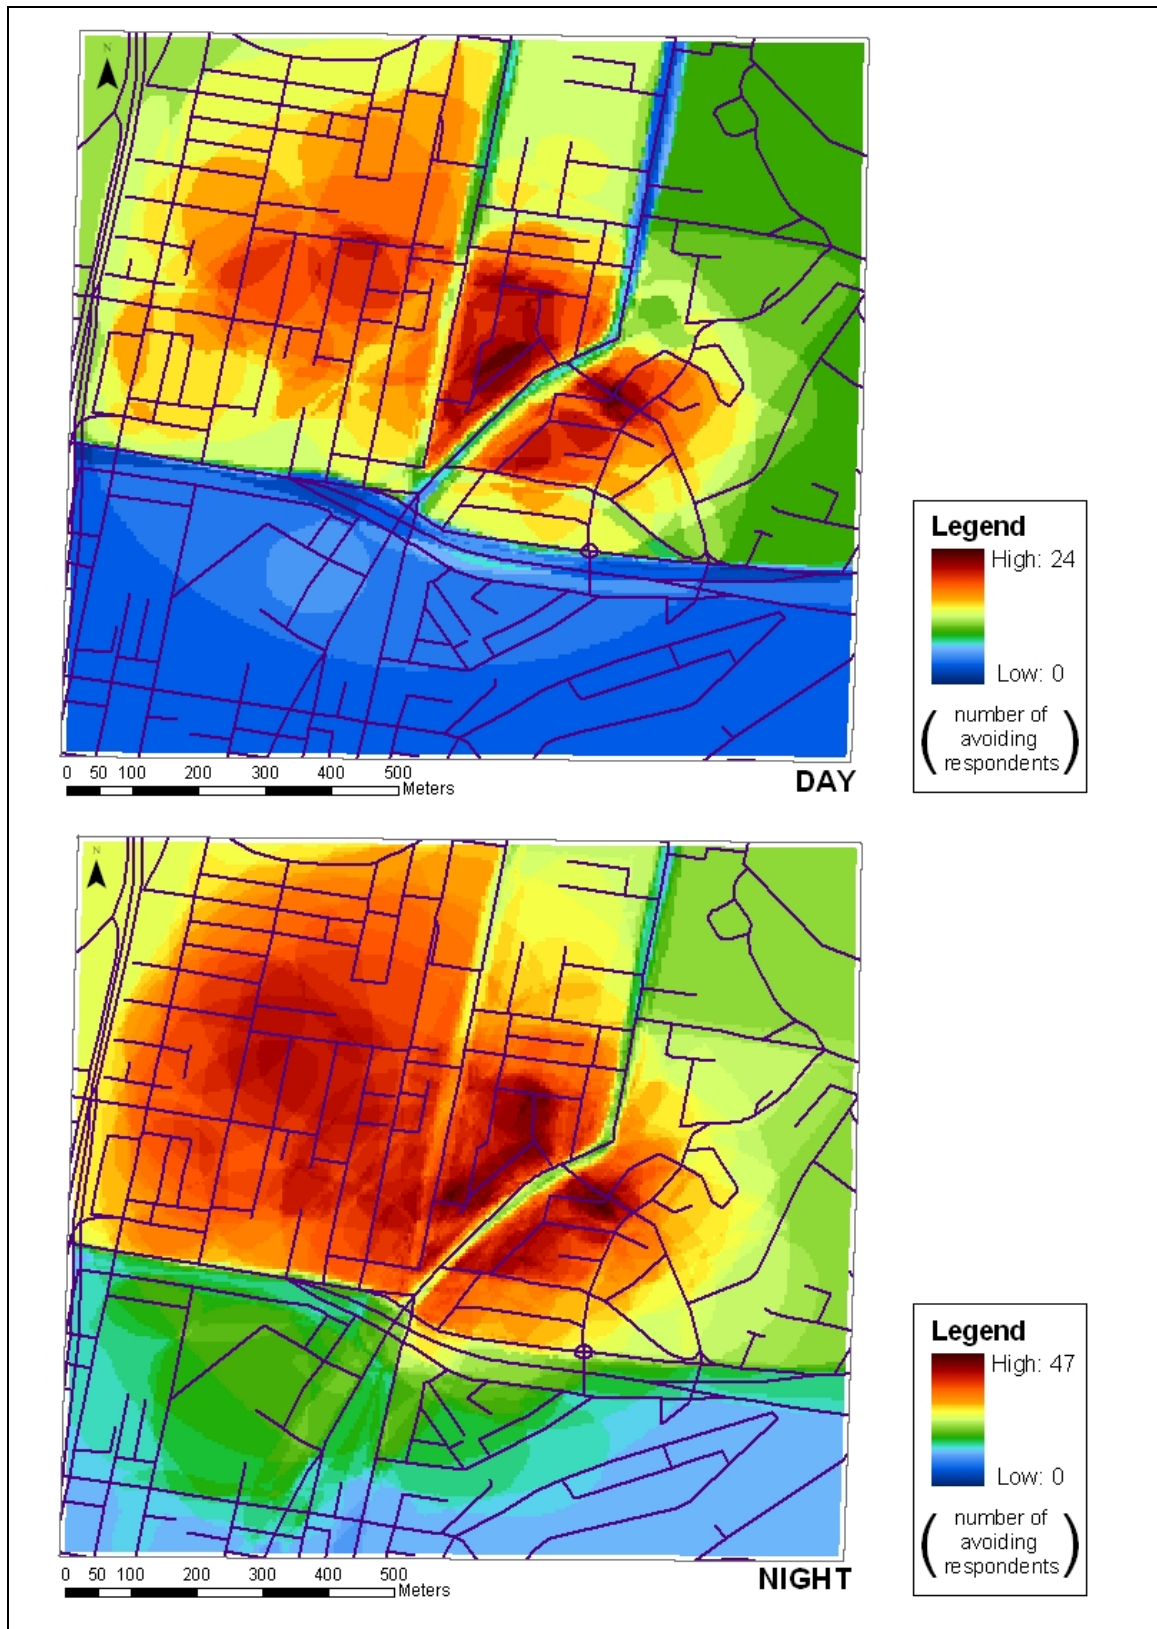 N
Legend
High: 24
Low: 0
(number of
avoiding
respondents)
0 50 100 200 300 400 500
Meters
DAY
N
Legend
High: 47
Low: 0
(number of
avoiding
respondents)
0 50 100 200 300 400 500
Meters
NIGHT